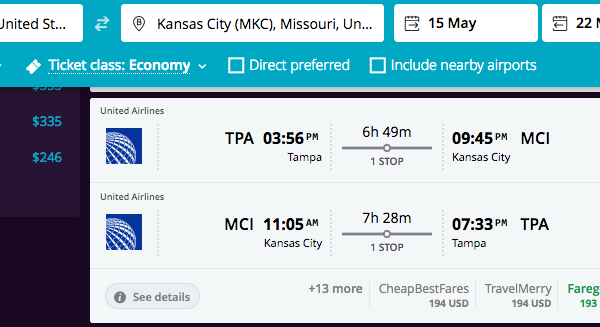 United St... Kansas City (MKC), Missouri, Un... 15 May 22 M
Ticket class: Economy Direct preferred Include nearby airports
$335
$335
$246
United Airlines
TPA 03:56 PM 6h 49m 09:45 PM MCI
Tampa 1 STOP Kansas City
United Airlines
MCI 11:05 AM 7h 28m 07:33 PM TPA
Kansas City 1 STOP Tampa
See details +13 more CheapBestFares TravelMerry Fareg
194 USD 194 USD 193